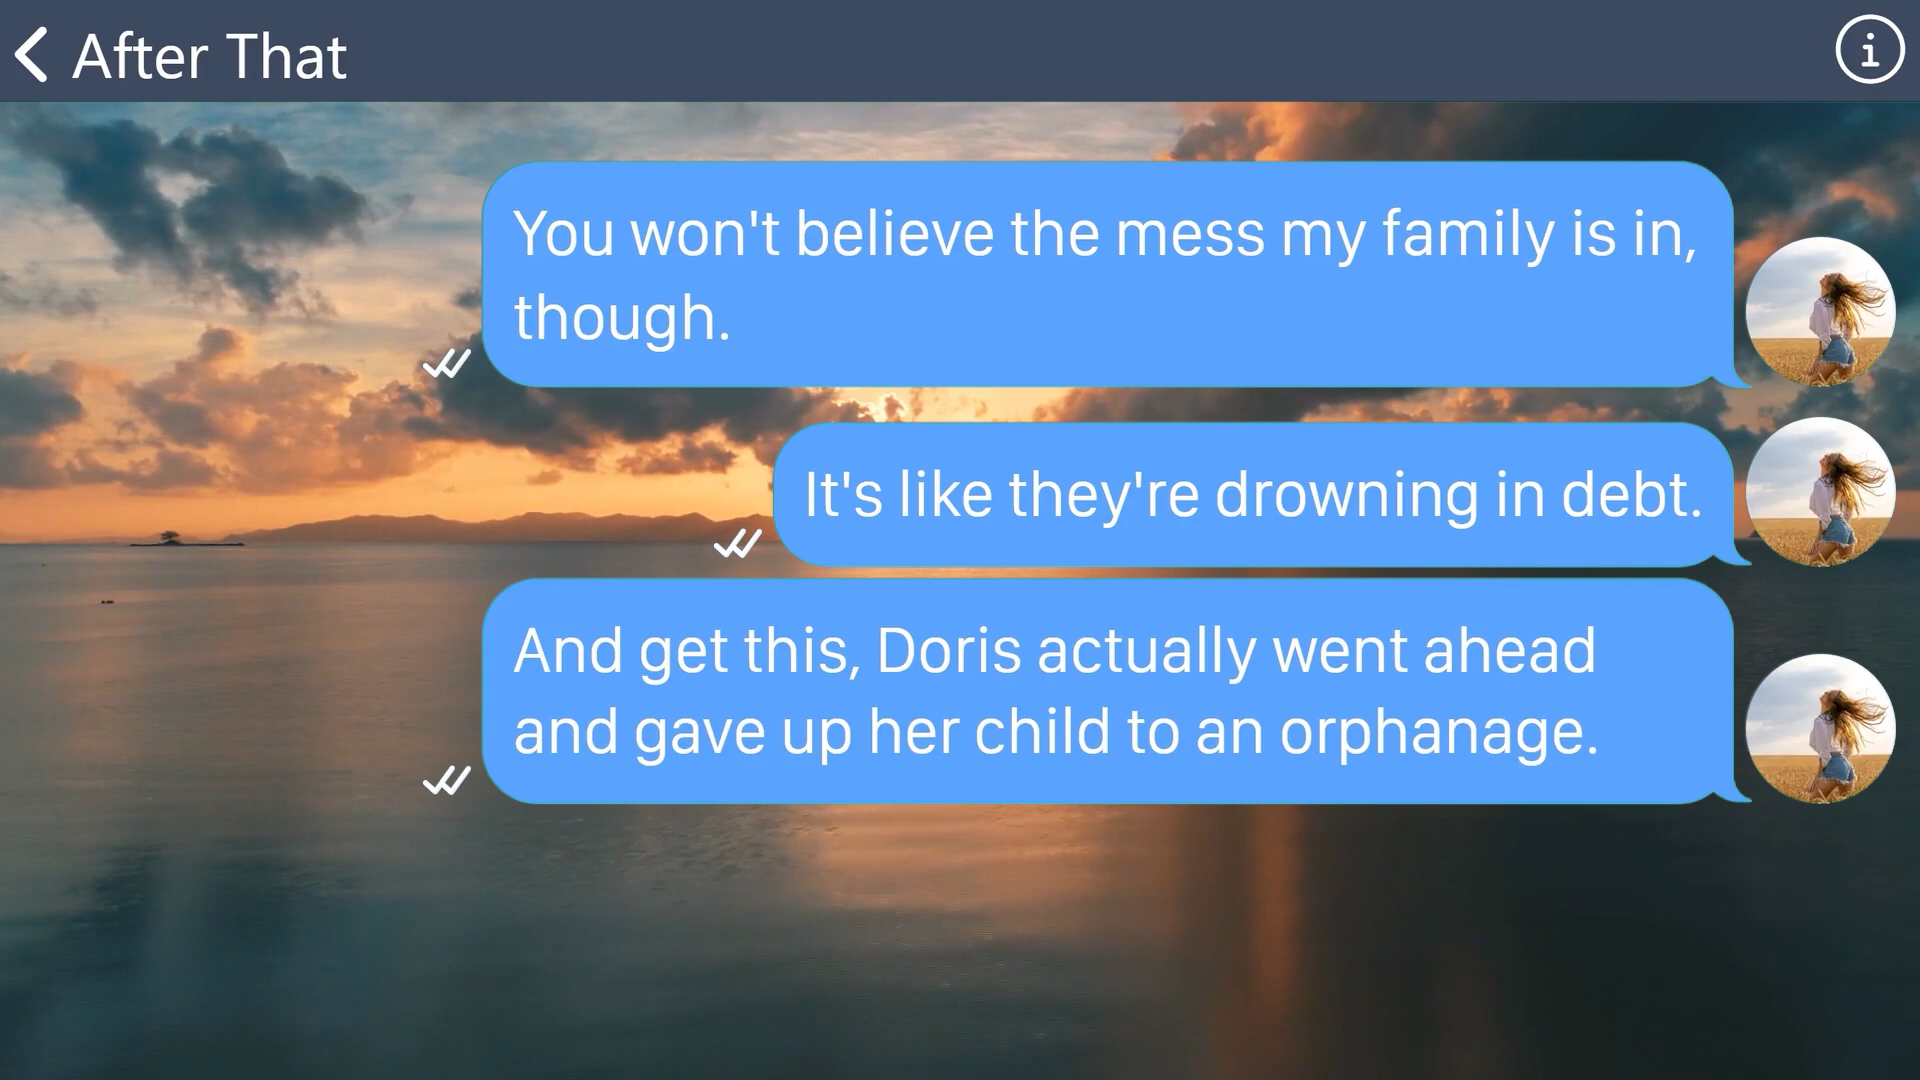 After That
You won't believe the mess my family is in,
though.
It's like they're drowning in debt.
And get this, Doris actually went ahead
and gave up her child to an orphanage.